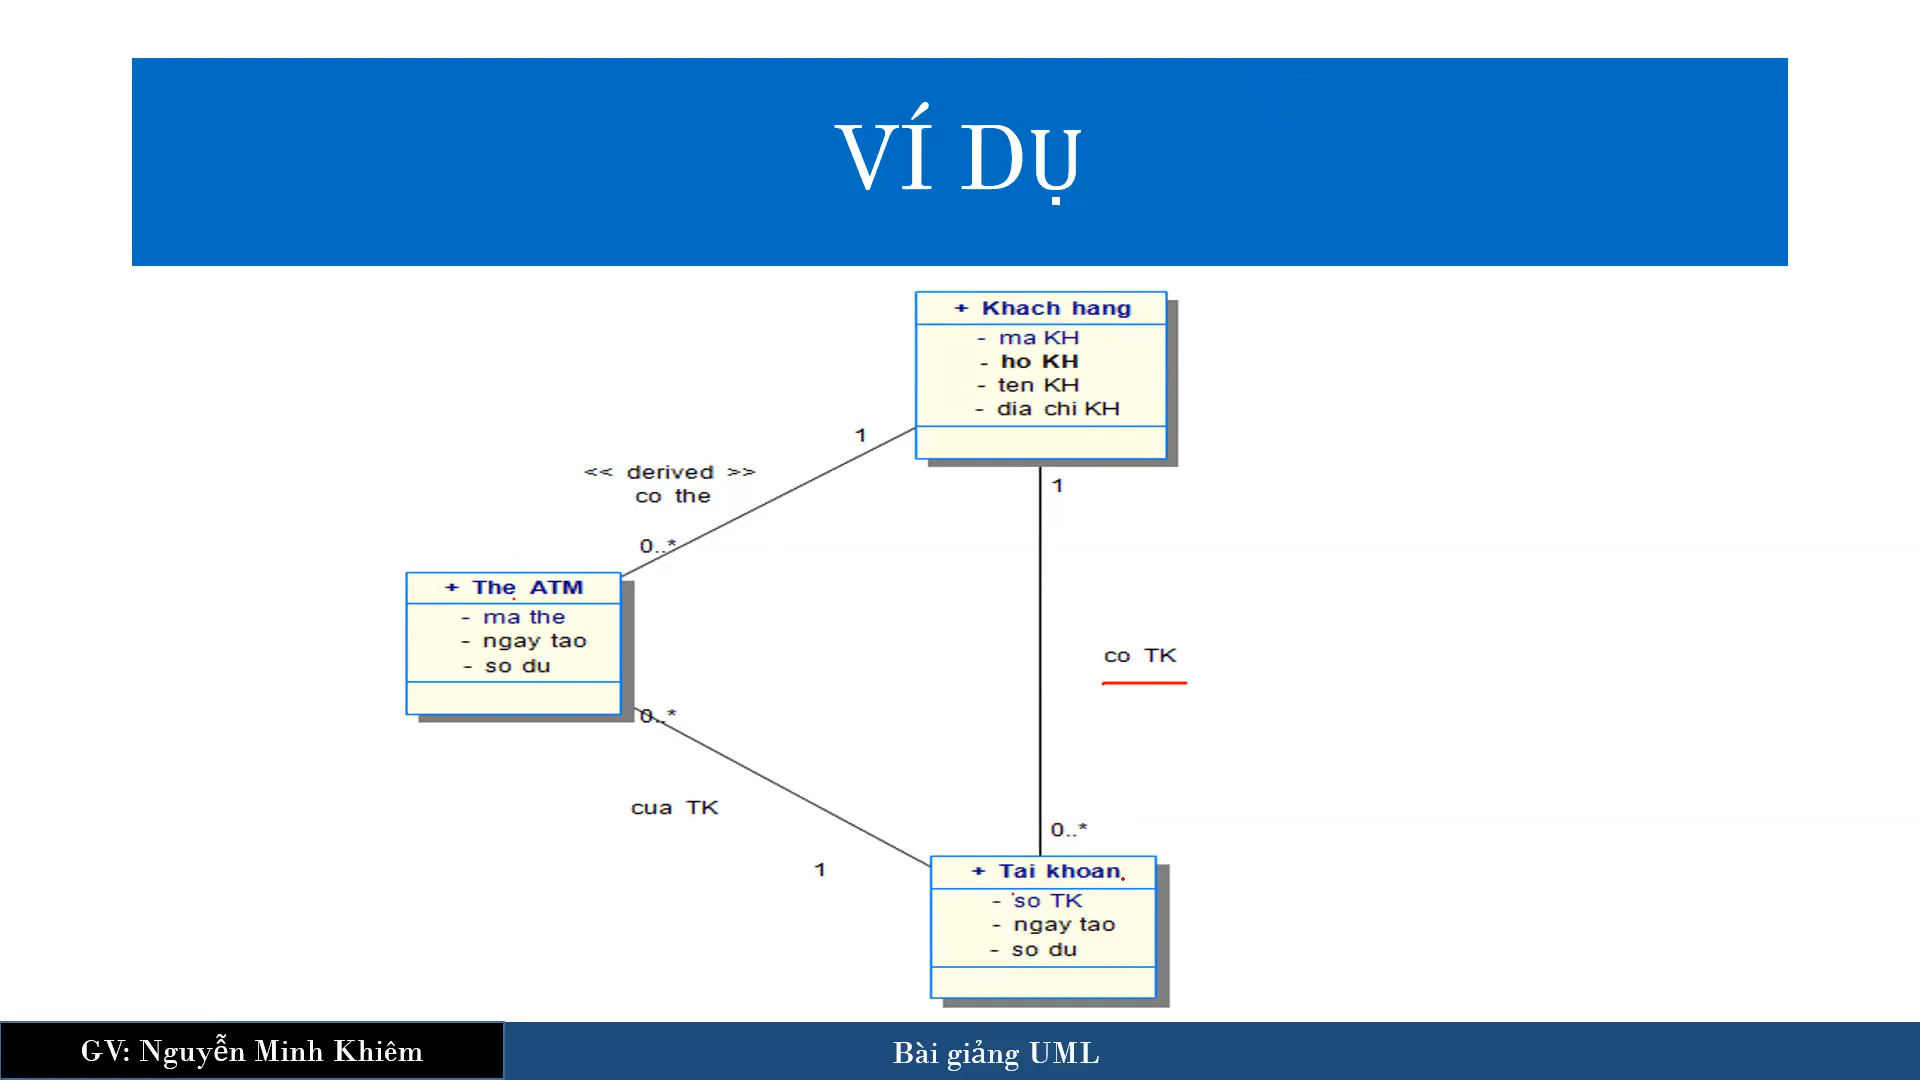 VÍ DỤ
+ Khach hang
- ma KH
- ho KH
- ten KH
- dia chi KH
1
<< derived >>
co the
0..*
1
+ The ATM
- ma the
- ngay tao
- so du
co TK
0..*
cua TK
0..*
1
+ Tai khoan
- so TK
- ngay tao
- so du
GV: Nguyễn Minh Khiêm
Bài giảng UML